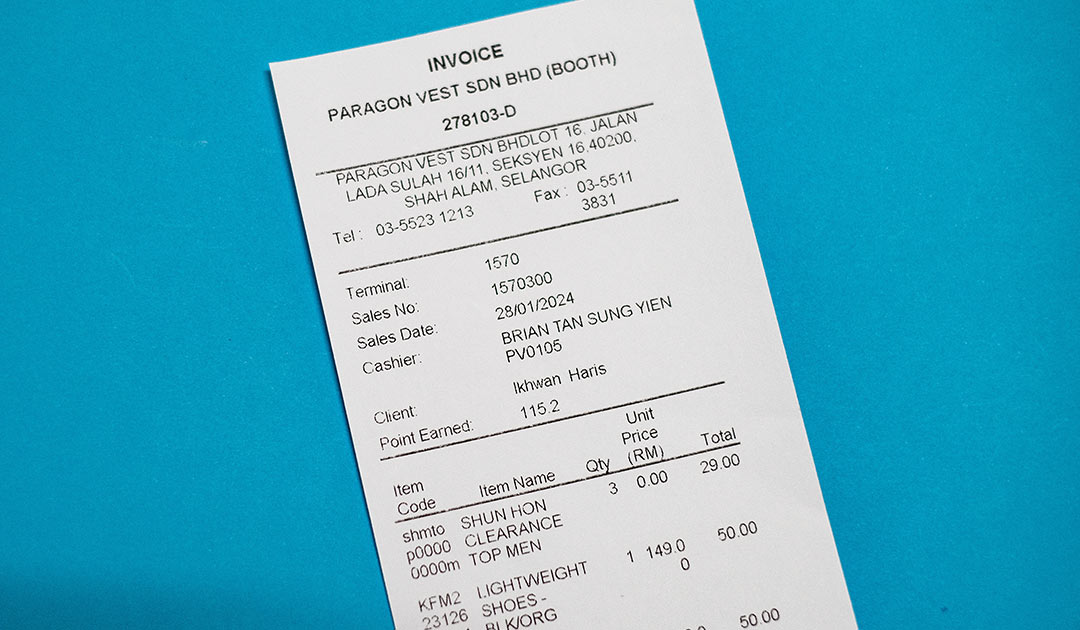 INVOICE
PARAGON VEST SDN BHD (BOOTH)
278103-D
PARAGON VEST SDN BHDLOT 16, JALAN
LADA SULAH 16/11, SEKSYEN 16,40200,
SHAH ALAM, SELANGOR
Tel : 03-5523 1213 Fax : 03-5511
3831
Terminal: 1570
Sales No: 1570300
Sales Date: 28/01/2024
Cashier: BRIAN TAN SUNG YIEN
PV0105
Client: Ikhwan Haris
Point Earned: 115.2
Item Code Item Name Qty Unit Price (RM) Total
shmto SHUN HON 3 0.00 29.00
p0000 CLEARANCE
0000m TOP MEN
KFM2 LIGHTWEIGHT 1 149.0 50.00
23126 SHOES - 0
BLK/ORG
50.00